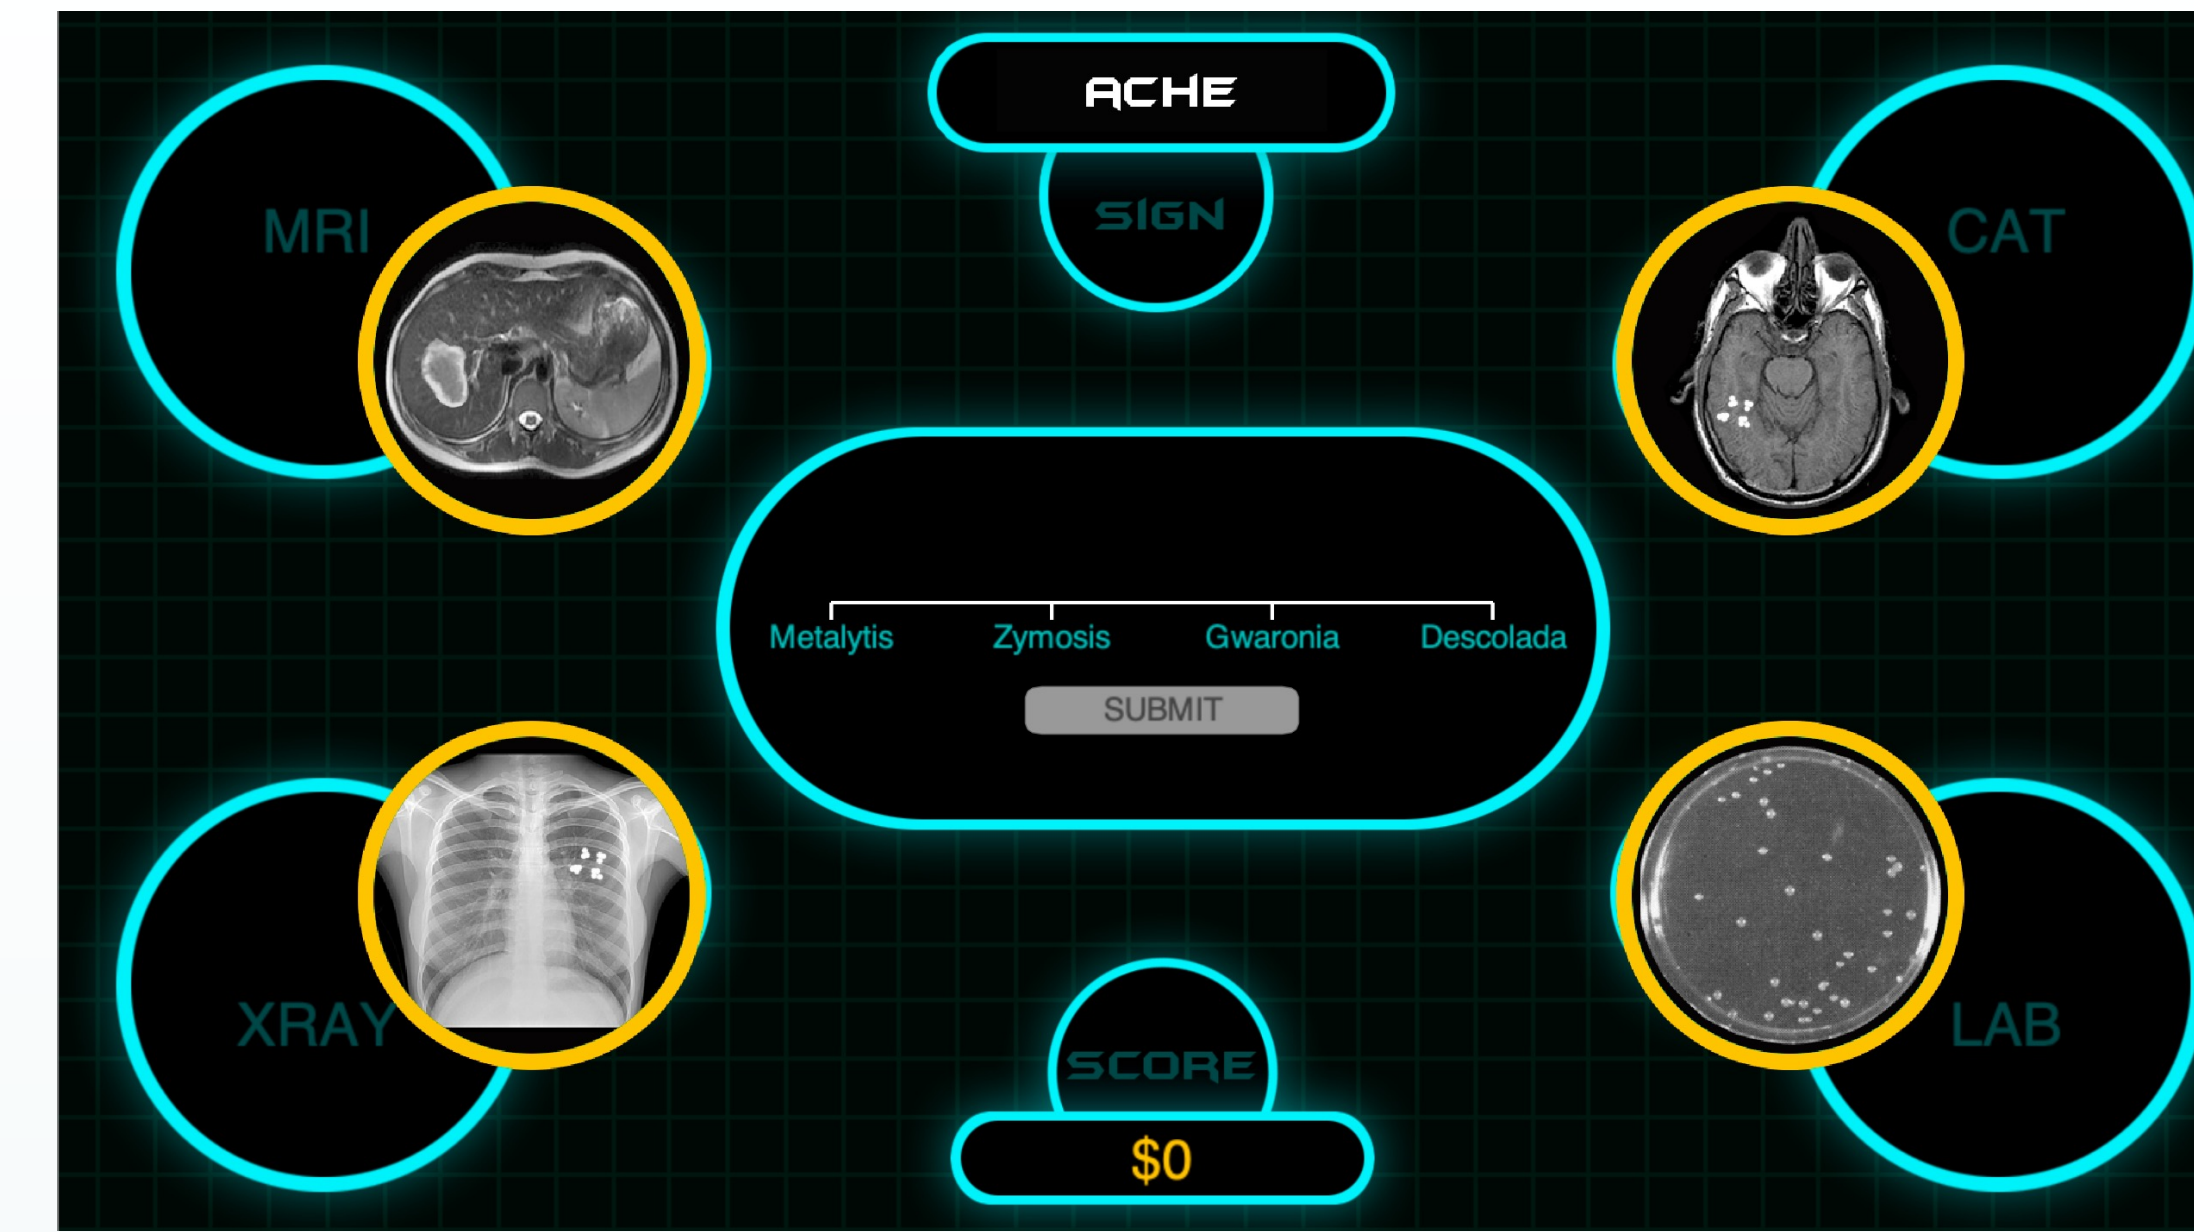 ACHE
SIGN
MRI
CAT
Metalytis Zymosis Gwaronia Descolada
SUBMIT
XRAY
LAB
SCORE
$0